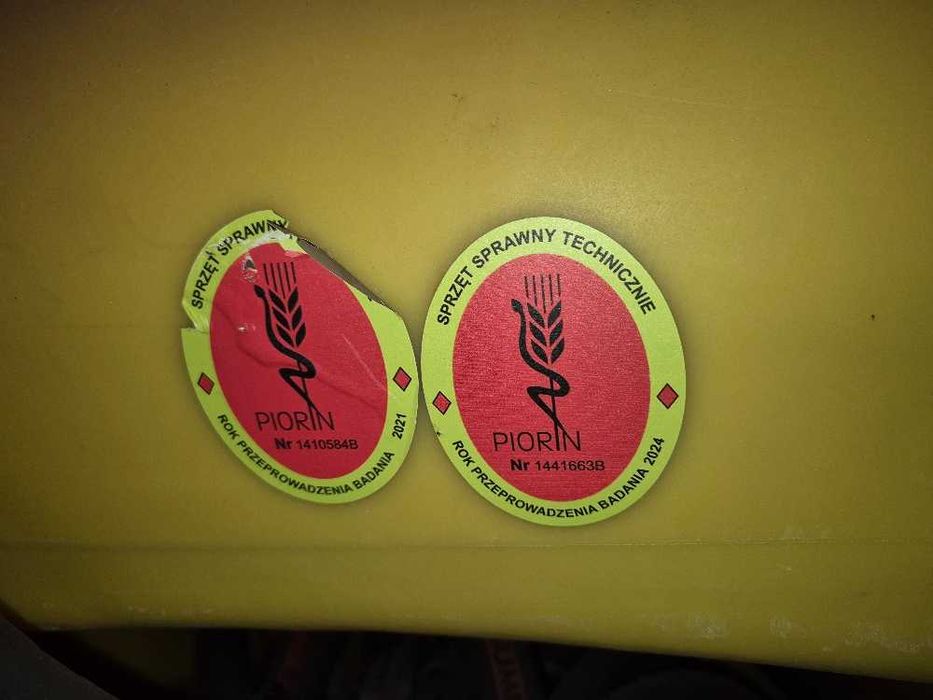 SPRZĘT SPRAWNY
PIORIN
Nr 1410584B
ROK PRZEPROWADZENIA BADANIA 2021
SPRZĘT SPRAWNY TECHNICZNIE
PIORIN
Nr 1441663B
ROK PRZEPROWADZENIA BADANIA 2024